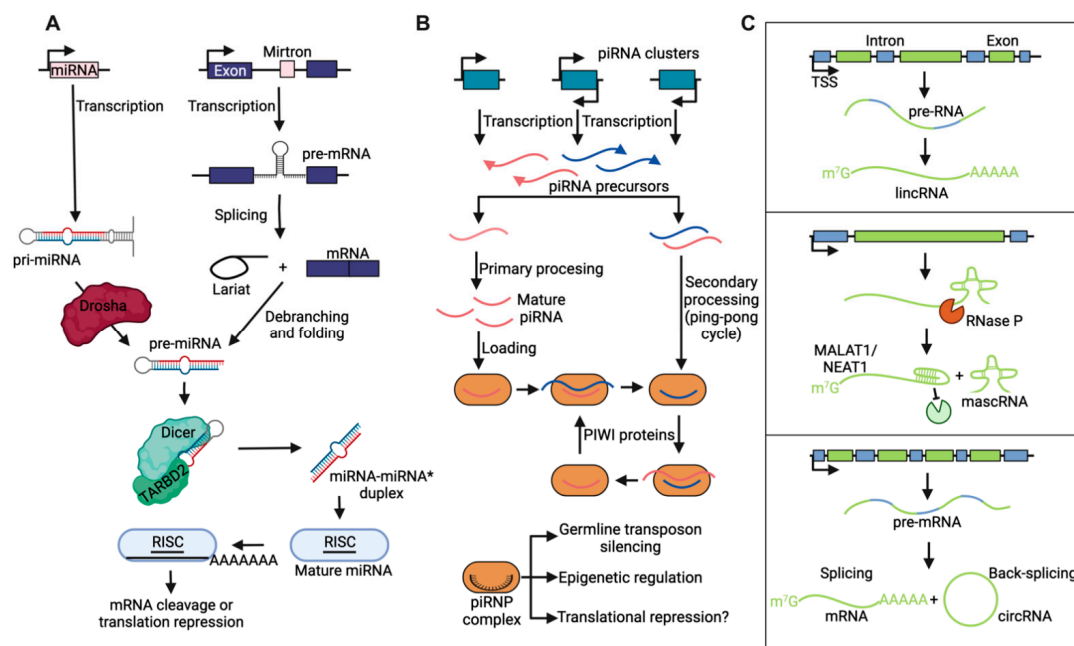 A
miRNA
Transcription
pri-miRNA
Drosha
Mirtron
Exon
Transcription
pre-mRNA
Splicing
mRNA
Lariat
+
Debranching
and folding
pre-miRNA
Dicer
TARBD2
miRNA-miRNA*
duplex
RISC
Mature miRNA
RISC
AAAAAAA
mRNA cleavage or
translation repression
B
piRNA clusters
Transcription
Transcription
piRNA precursors
Primary procesing
Mature
piRNA
Loading
Secondary
processing
(ping-pong
cycle)
PIWI proteins
piRNP
complex
Germline transposon
silencing
Epigenetic regulation
Translational repression?
C
Intron
Exon
TSS
pre-RNA
m⁷G
AAAAA
lincRNA
RNase P
MALAT1/
NEAT1
m⁷G
+
mascRNA
pre-mRNA
Splicing
Back-splicing
m⁷G
AAAAA
+
mRNA
circRNA